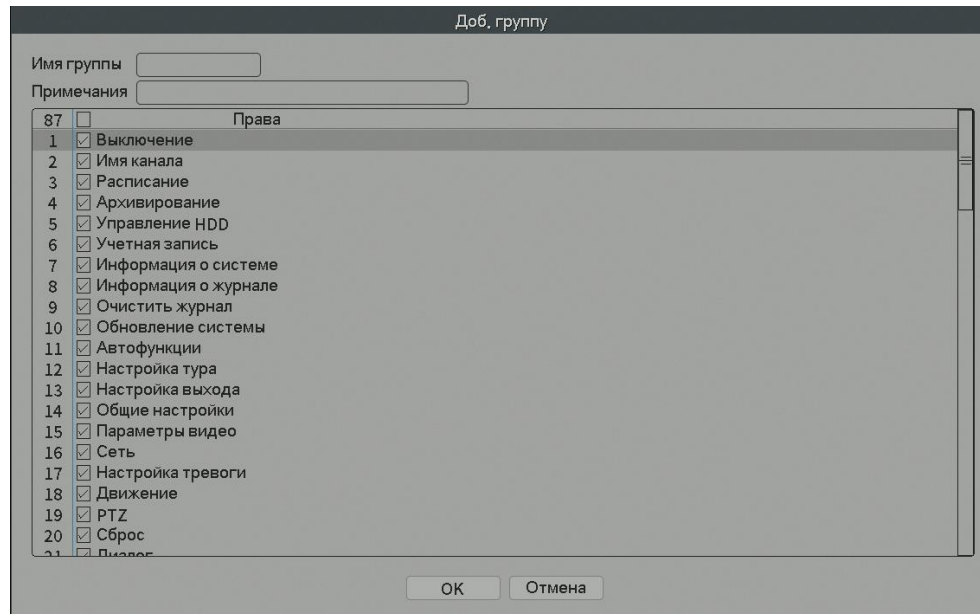 Доб. группу
Имя группы
Примечания
87 Права
1 Выключение
2 Имя канала
3 Расписание
4 Архивирование
5 Управление HDD
6 Учетная запись
7 Информация о системе
8 Информация о журнале
9 Очистить журнал
10 Обновление системы
11 Автофункции
12 Настройка тура
13 Настройка выхода
14 Общие настройки
15 Параметры видео
16 Сеть
17 Настройка тревоги
18 Движение
19 PTZ
20 Сброс
21 Диалог
OK Отмена